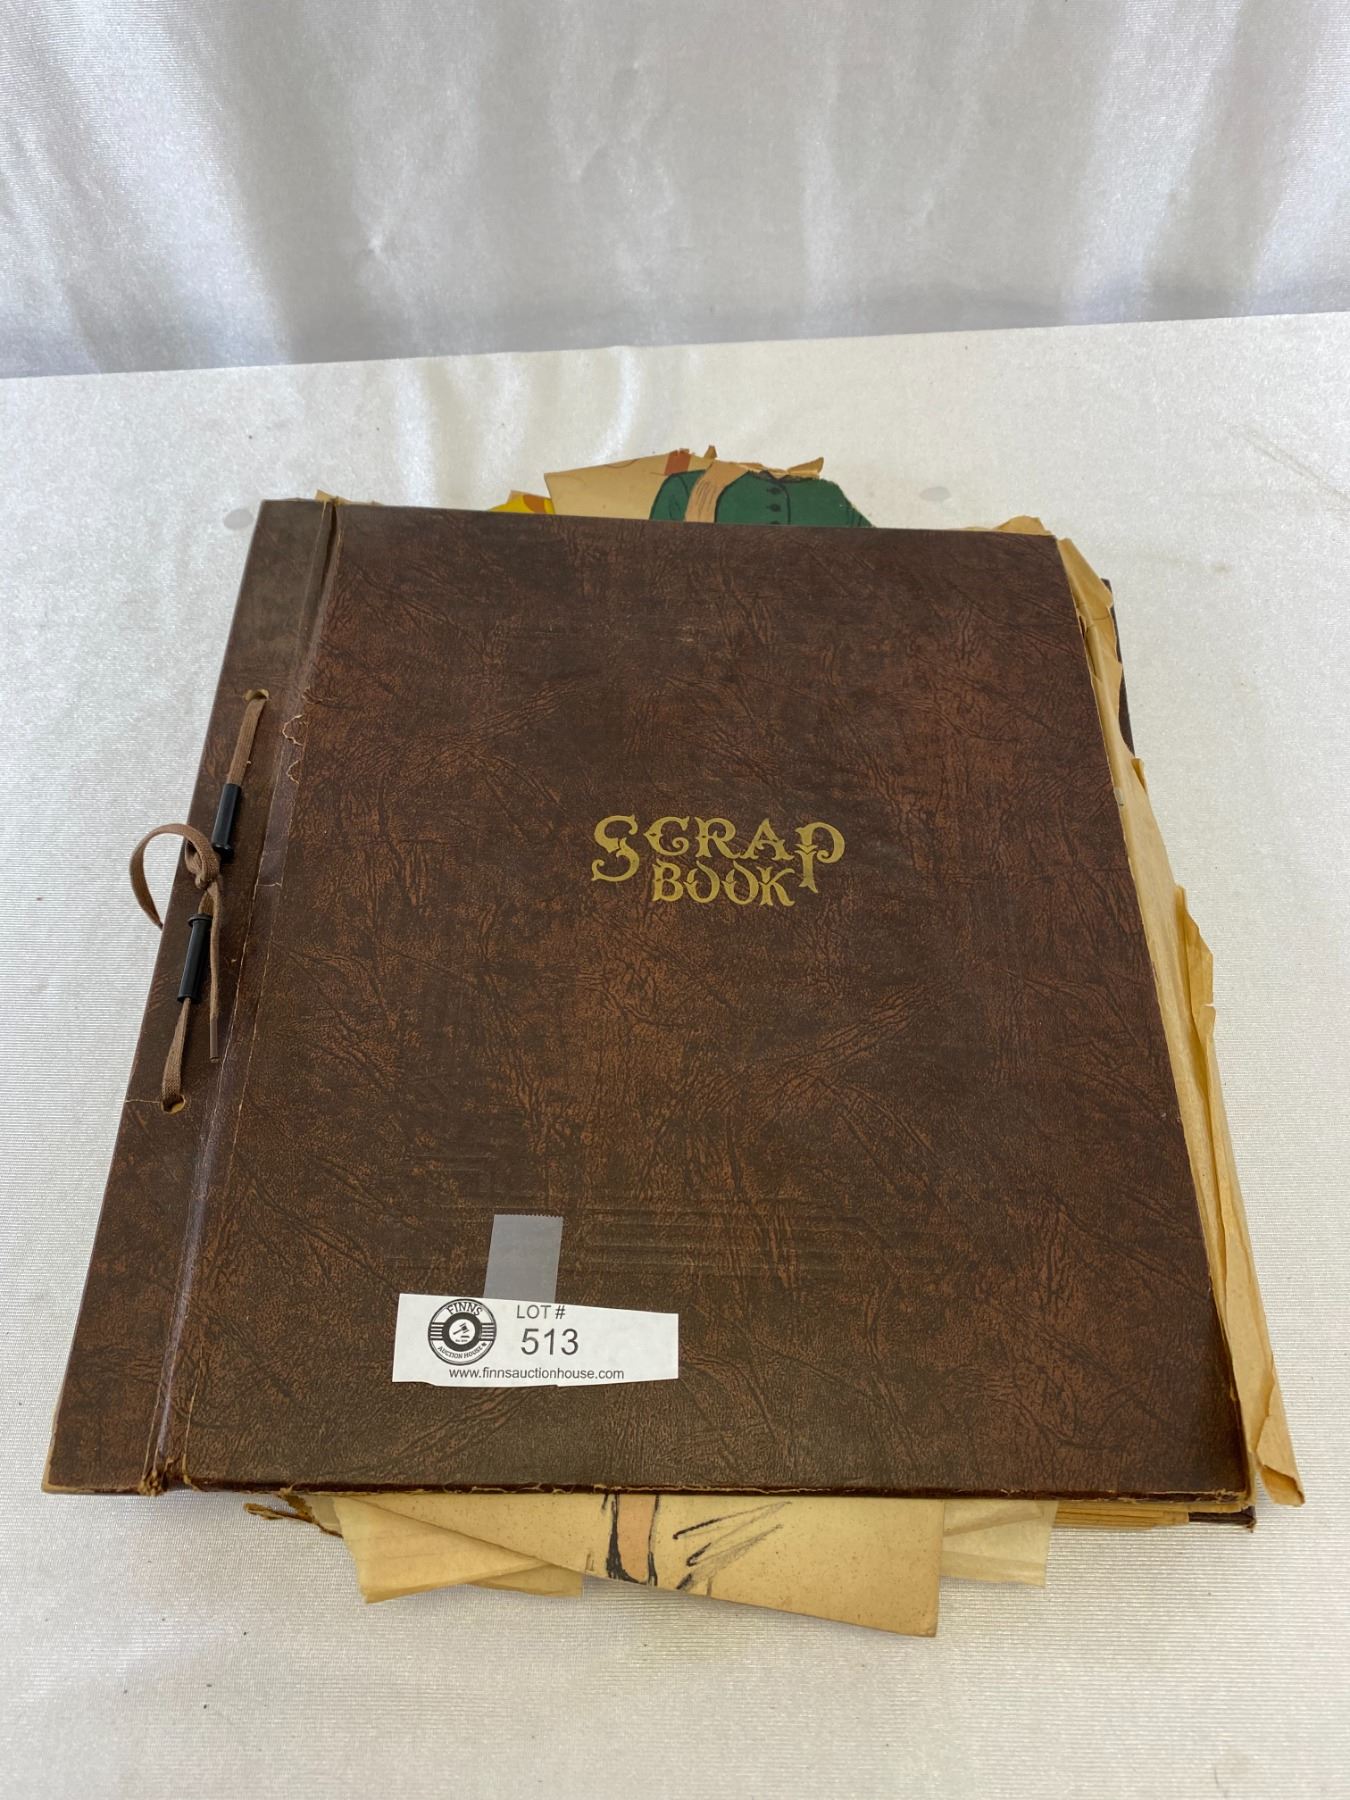 SCRAP
BOOK
FINNS
AUCTION HOUSE
LOT #
513
www.finnsauctionhouse.com